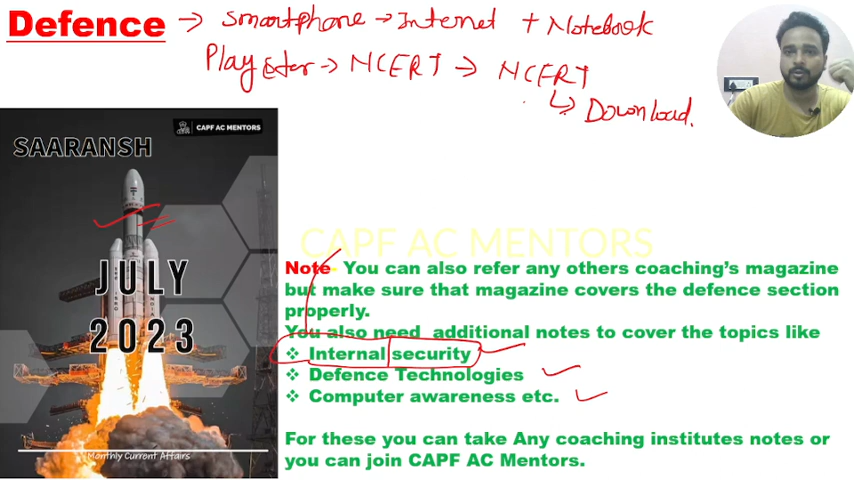 Defence → smartphone → Internet + Notebook
Play Stor → NCERT → NCERT
↳ Download.
CAPF AC MENTORS
SAARANSH
JULY
2023
Monthly Current Affairs
CAPF AC MENTORS
Note- You can also refer any others coaching's magazine
but make sure that magazine covers the defence section
properly.
You also need additional notes to cover the topics like
❖ Internal security
❖ Defence Technologies
❖ Computer awareness etc.
For these you can take Any coaching institutes notes or
you can join CAPF AC Mentors.